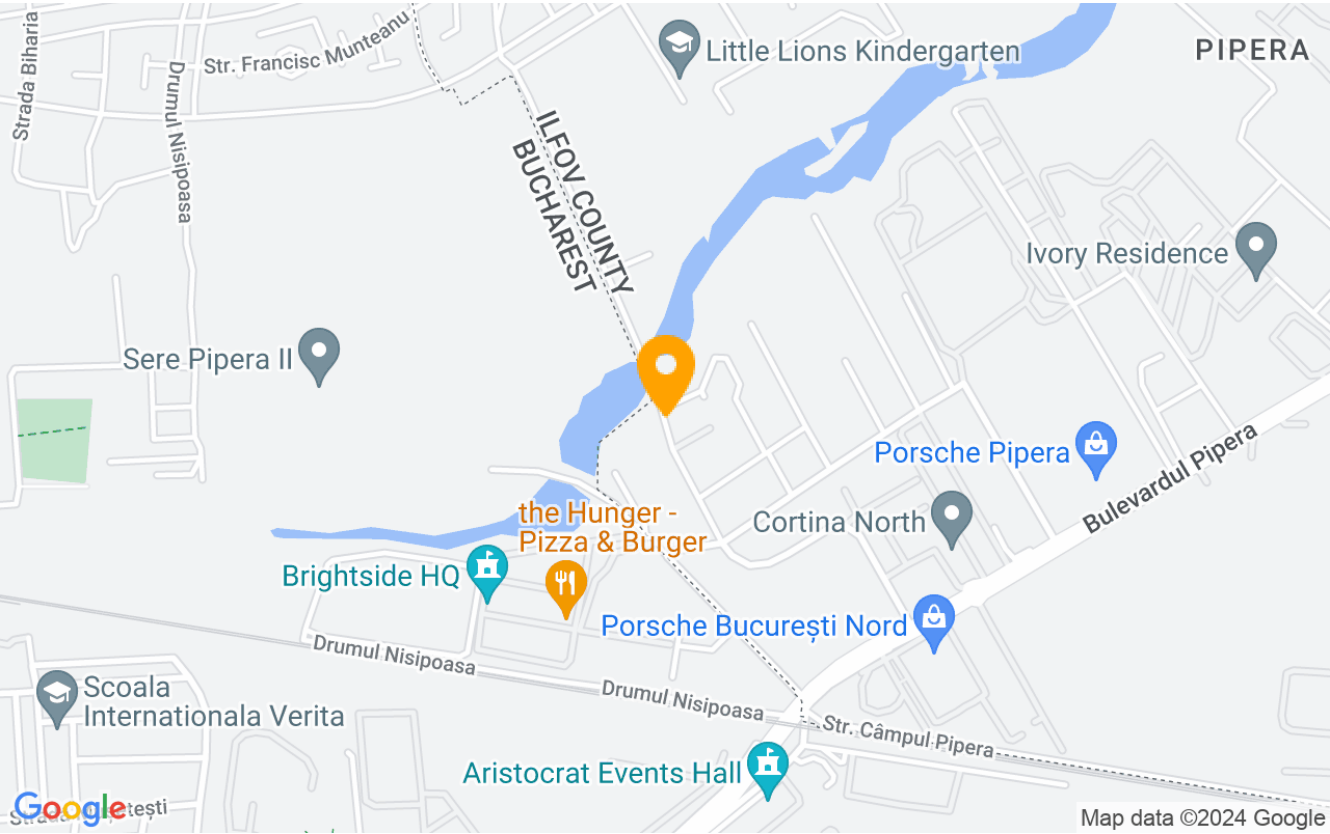 Strada Biharia
Str. Francisc Munteanu
Drumul Nisipoasa
Little Lions Kindergarten
PIPERA
ILFOV COUNTY
BUCHAREST
Ivory Residence
Sere Pipera II
Porsche Pipera
Bulevardul Pipera
the Hunger -
Pizza & Burger
Cortina North
Brightside HQ
Porsche București Nord
Drumul Nisipoasa
Drumul Nisipoasa
Scoala
Internationala Verita
Str. Câmpul Pipera
Aristocrat Events Hall
Google
Map data ©2024 Google